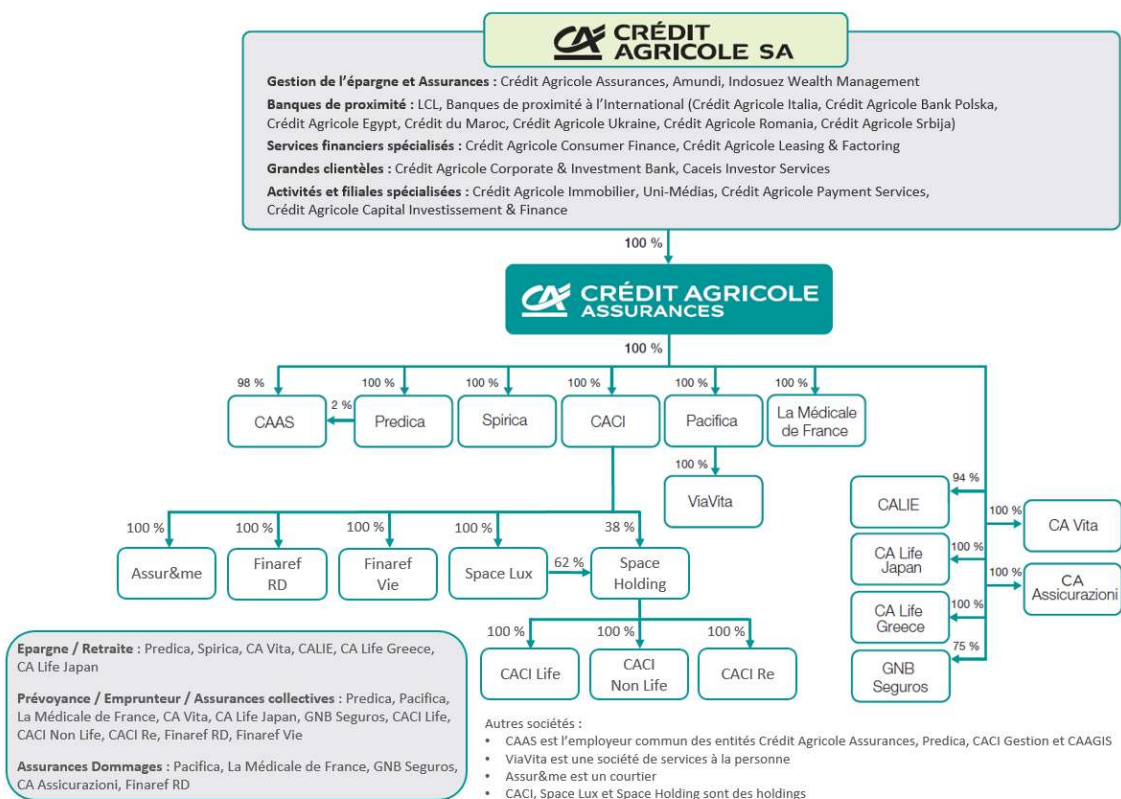 CRÉDIT
AGRICOLE SA
Gestion de l'épargne et Assurances : Crédit Agricole Assurances, Amundi, Indosuez Wealth Management
Banques de proximité : LCL, Banques de proximité à l'International (Crédit Agricole Italia, Crédit Agricole Bank Polska,
Crédit Agricole Egypt, Crédit du Maroc, Crédit Agricole Ukraine, Crédit Agricole Romania, Crédit Agricole Srbija)
Services financiers spécialisés : Crédit Agricole Consumer Finance, Crédit Agricole Leasing & Factoring
Grandes clientèles : Crédit Agricole Corporate & Investment Bank, Caceis Investor Services
Activités et filiales spécialisées : Crédit Agricole Immobilier, Uni-Médias, Crédit Agricole Payment Services,
Crédit Agricole Capital Investissement & Finance
100 %
CRÉDIT AGRICOLE
ASSURANCES
100 %
98 %
100 %
100 %
100 %
100 %
100 %
CAAS
2 %
Predica
Spirica
CACI
Pacifica
La Médicale
de France
100 %
ViaVita
94 %
CALIE
100 %
CA Vita
100 %
CA Life
Japan
100 %
CA
Assicurazioni
100 %
CA Life
Greece
75 %
GNB
Seguros
100 %
100 %
100 %
100 %
38 %
Assur&me
Finaref
RD
Finaref
Vie
Space Lux
62 %
Space
Holding
100 %
100 %
100 %
CACI Life
CACI
Non Life
CACI Re
Epargne / Retraite : Predica, Spirica, CA Vita, CALIE, CA Life Greece,
CA Life Japan
Prévoyance / Emprunteur / Assurances collectives : Predica, Pacifica,
La Médicale de France, CA Vita, CA Life Japan, GNB Seguros, CACI Life,
CACI Non Life, CACI Re, Finaref RD, Finaref Vie
Assurances Dommages : Pacifica, La Médicale de France, GNB Seguros,
CA Assicurazioni, Finaref RD
Autres sociétés :
• CAAS est l'employeur commun des entités Crédit Agricole Assurances, Predica, CACI Gestion et CAAGIS
• ViaVita est une société de services à la personne
• Assur&me est un courtier
• CACI, Space Lux et Space Holding sont des holdings